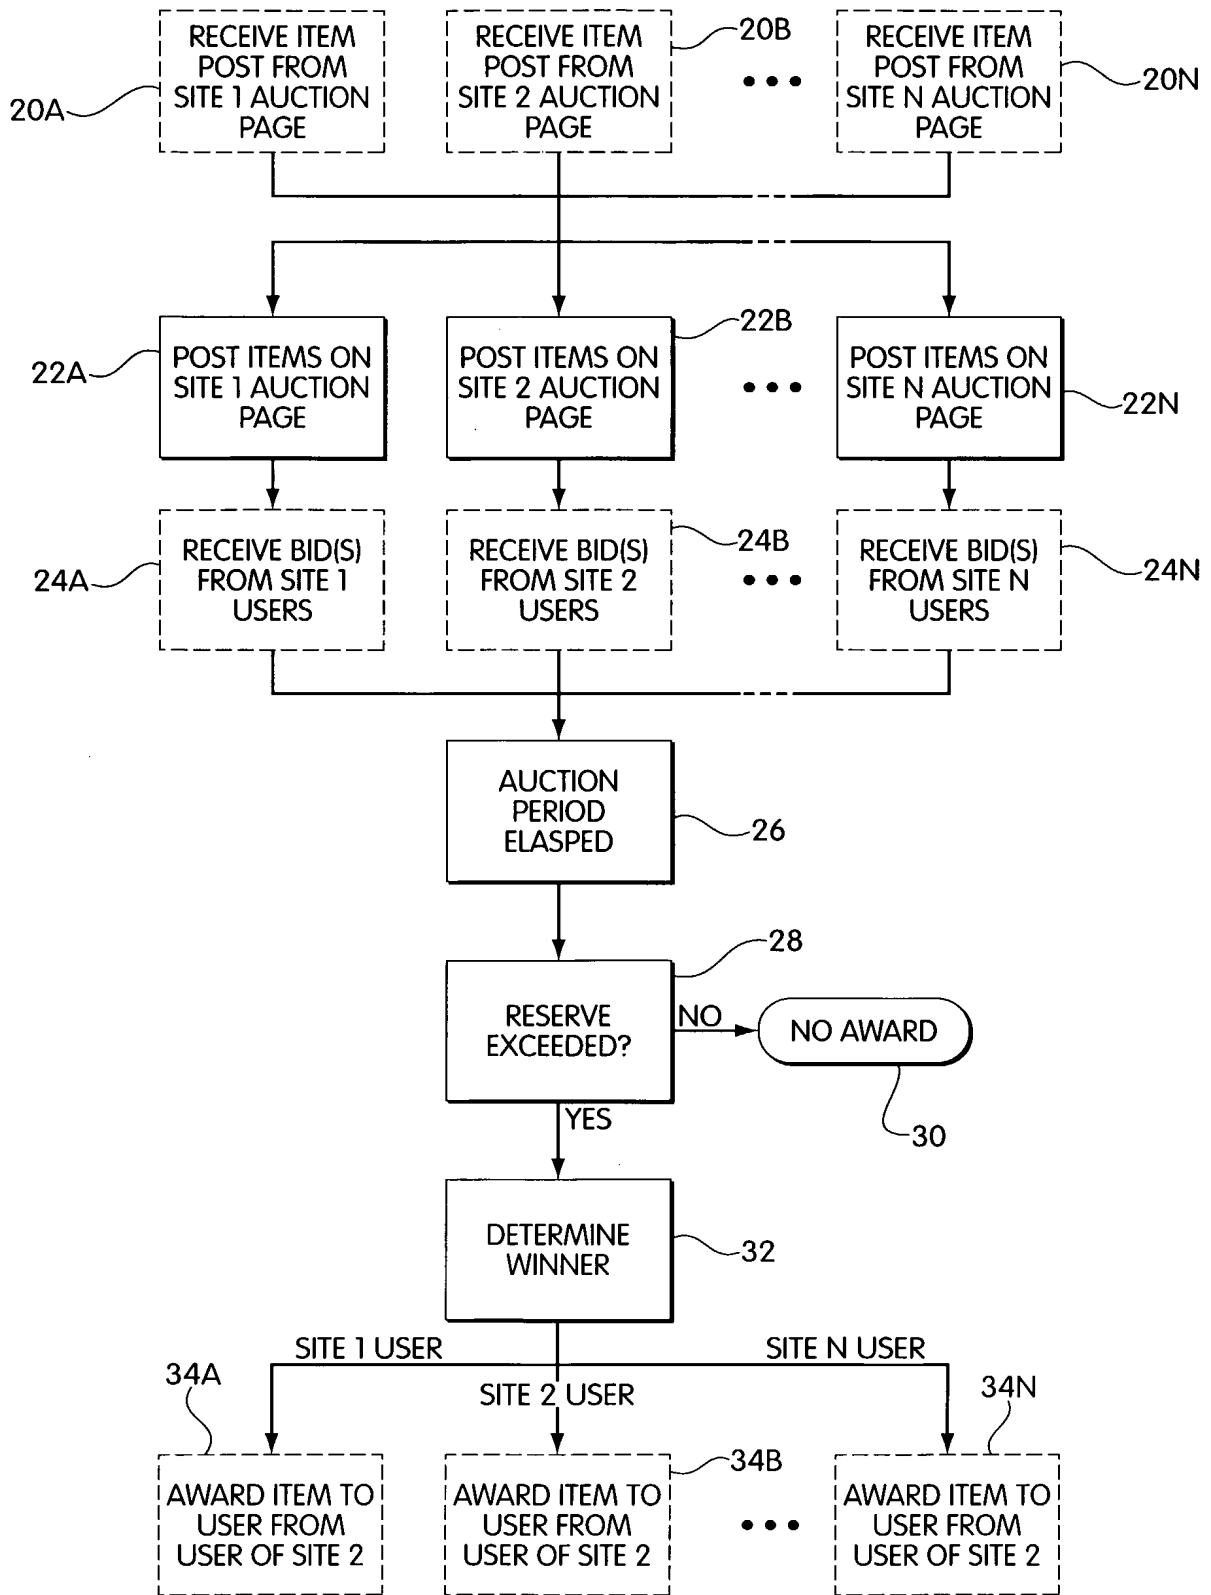 RECEIVE ITEM
POST FROM
SITE 1 AUCTION
PAGE
20A
RECEIVE ITEM
POST FROM
SITE 2 AUCTION
PAGE
20B
RECEIVE ITEM
POST FROM
SITE N AUCTION
PAGE
20N
POST ITEMS ON
SITE 1 AUCTION
PAGE
22A
POST ITEMS ON
SITE 2 AUCTION
PAGE
22B
POST ITEMS ON
SITE N AUCTION
PAGE
22N
RECEIVE BID(S)
FROM SITE 1
USERS
24A
RECEIVE BID(S)
FROM SITE 2
USERS
24B
RECEIVE BID(S)
FROM SITE N
USERS
24N
AUCTION
PERIOD
ELASPED
26
RESERVE
EXCEEDED?
28
NO
NO AWARD
30
YES
DETERMINE
WINNER
32
SITE 1 USER
SITE 2 USER
SITE N USER
34A
AWARD ITEM TO
USER FROM
USER OF SITE 2
34B
AWARD ITEM TO
USER FROM
USER OF SITE 2
34N
AWARD ITEM TO
USER FROM
USER OF SITE 2